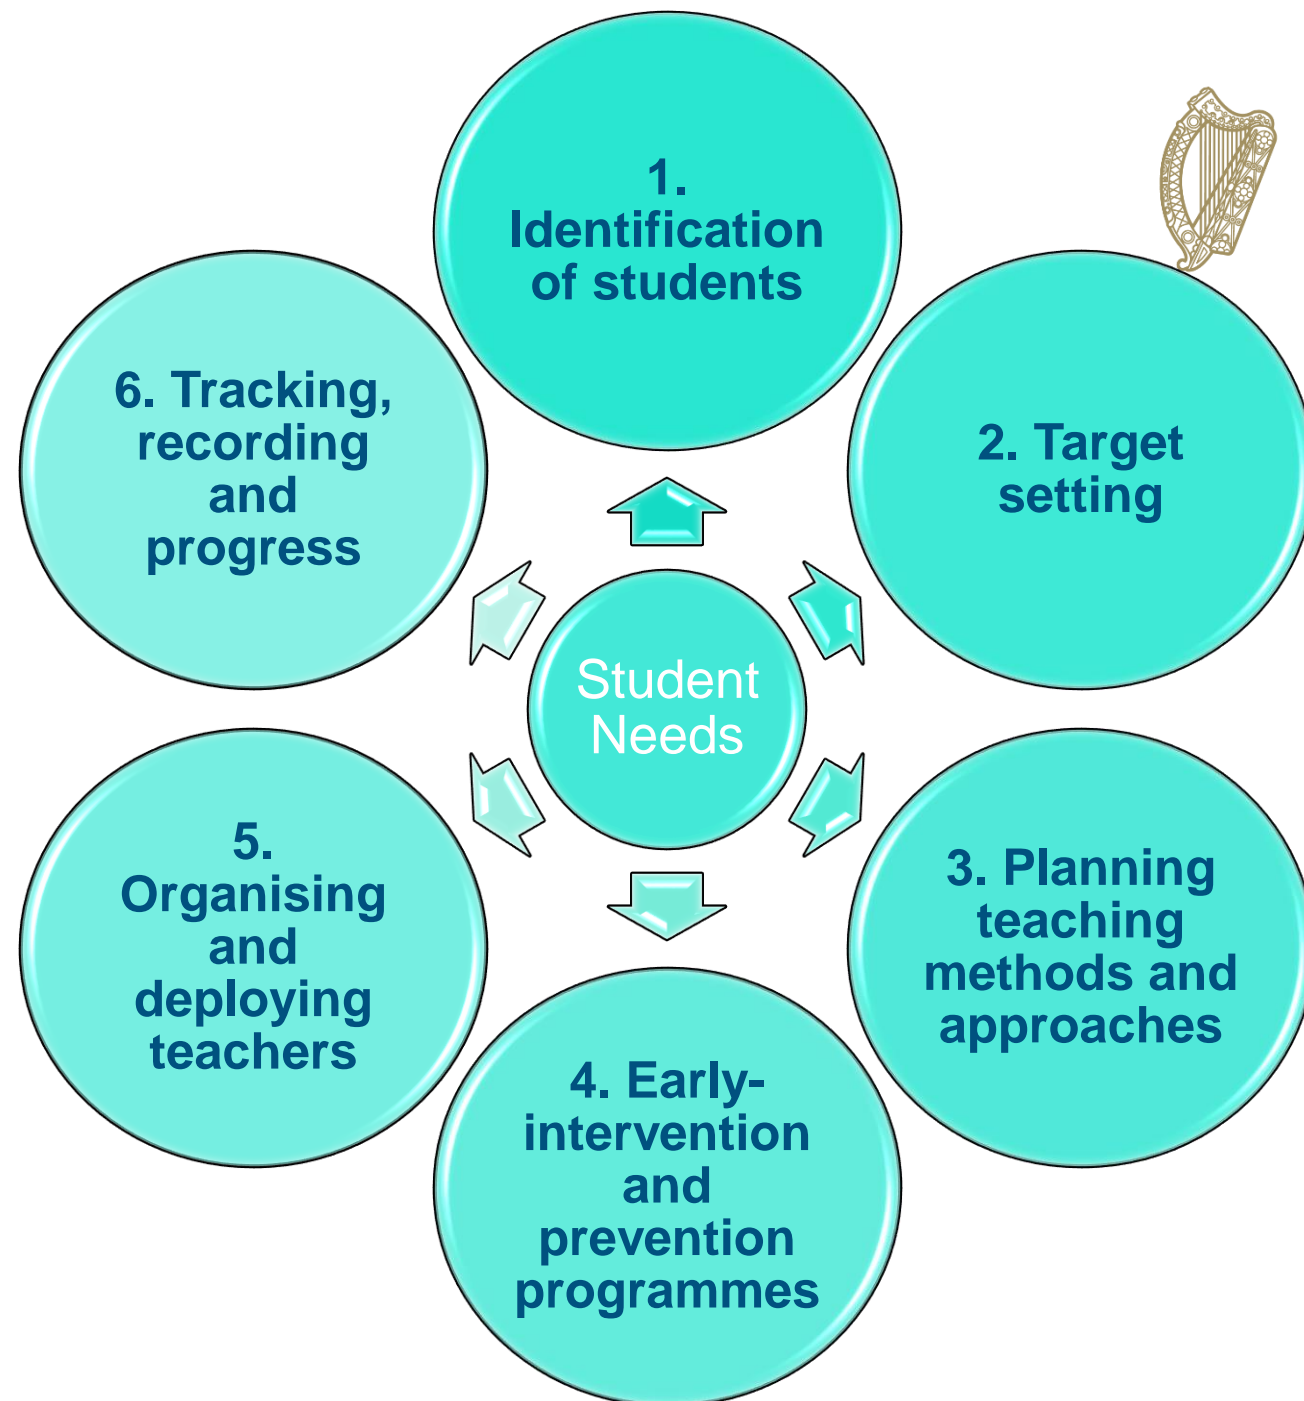 1.
Identification
of students
2. Target
setting
3. Planning
teaching
methods and
approaches
4. Early-
intervention
and
prevention
programmes
5.
Organising
and
deploying
teachers
6. Tracking,
recording
and
progress
Student
Needs